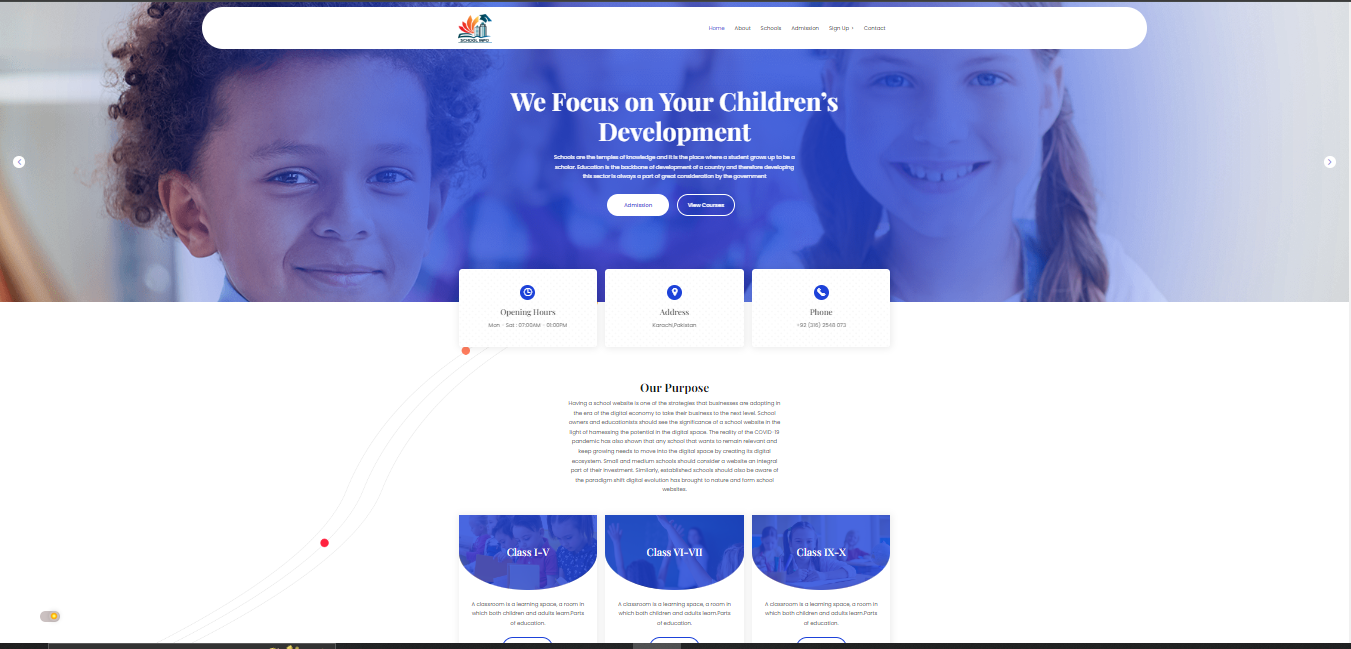 SCHOOL INFO
Home About Schools Admission Sign Up Contact
We Focus on Your Children's
Development
Schools are the temples of knowledge and it is the place where a student grows up to be a
scholar. Education is the backbone of development of a country and therefore developing
this sector is always a part of great consideration by the government
Admission View Courses
Opening Hours
Mon - Sat : 07:00AM - 01:00PM
Address
Karachi,Pakistan
Phone
Our Purpose
Having a school website is one of the strategies that businesses are adopting in
the era of the digital economy to take their business to the next level. School
owners and educationists should see the significance of a school website in the
light of harnessing the potential in the digital space. The reality of the COVID-19
pandemic has also shown that any school that wants to remain relevant and
keep growing needs to move into the digital space by creating its digital
ecosystem. Small and medium schools should consider a website an integral
part of their investment. Similarly, established schools should also be aware of
the paradigm shift digital evolution has brought to nature and form school
websites.
Class I-V
A classroom is a learning space, a room in
which both children and adults learn.Parts
of education.
Class VI-VII
A classroom is a learning space, a room in
which both children and adults learn.Parts
of education.
Class IX-X
A classroom is a learning space, a room in
which both children and adults learn.Parts
of education.